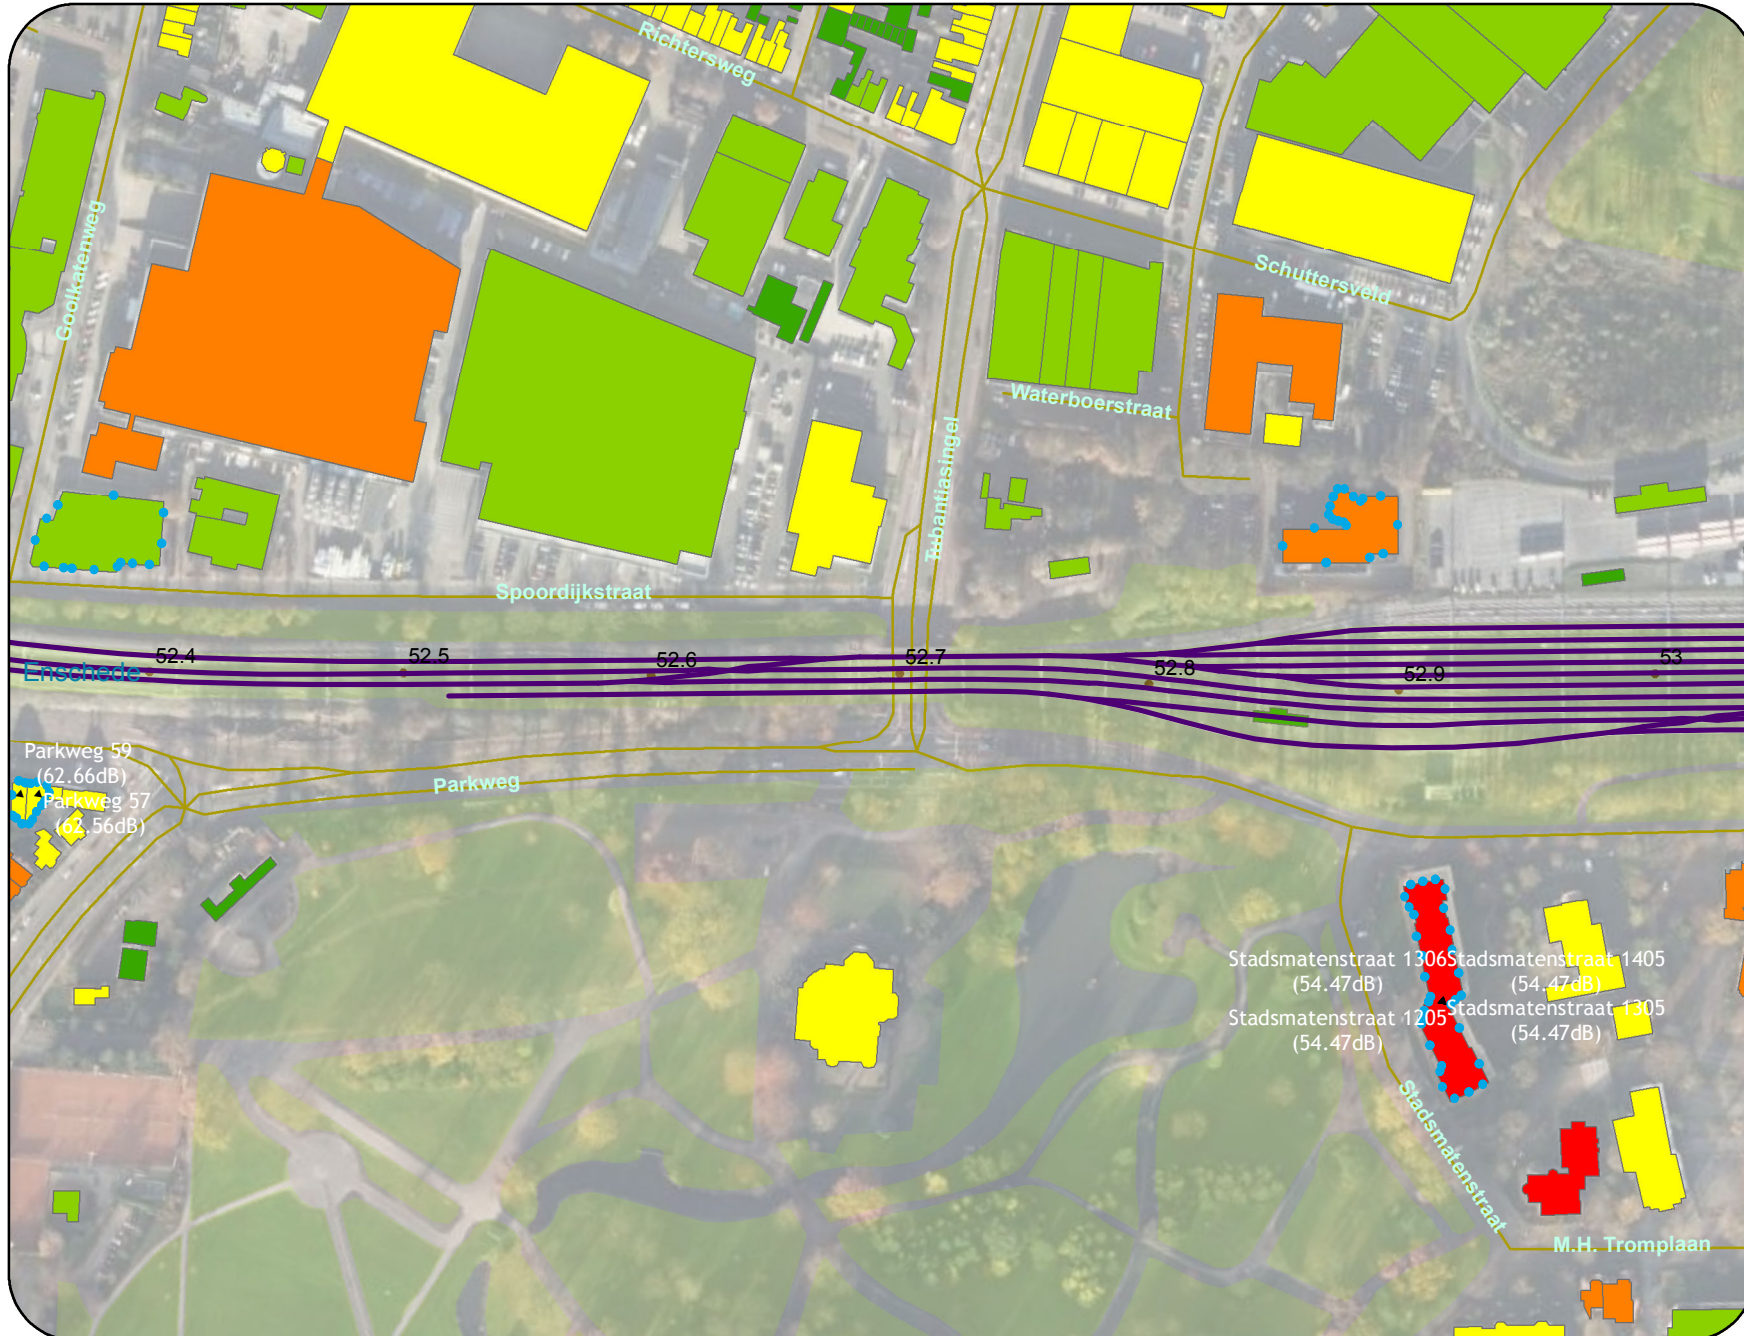 Richtersweg
Goolkatenweg
Schuttersveld
Waterboerstraat
Tubantiasingel
Spoordijkstraat
52.4
52.5
52.6
52.7
52.8
52.9
53
Enschede
Parkweg 59
(62.66dB)
Parkweg 57
(62.56dB)
Parkweg
Stadsmatenstraat 1306
(54.47dB)
Stadsmatenstraat 1405
(54.47dB)
Stadsmatenstraat 1205
(54.47dB)
Stadsmatenstraat 1305
(54.47dB)
Stadsmatenstraat
M.H. Tromplaan